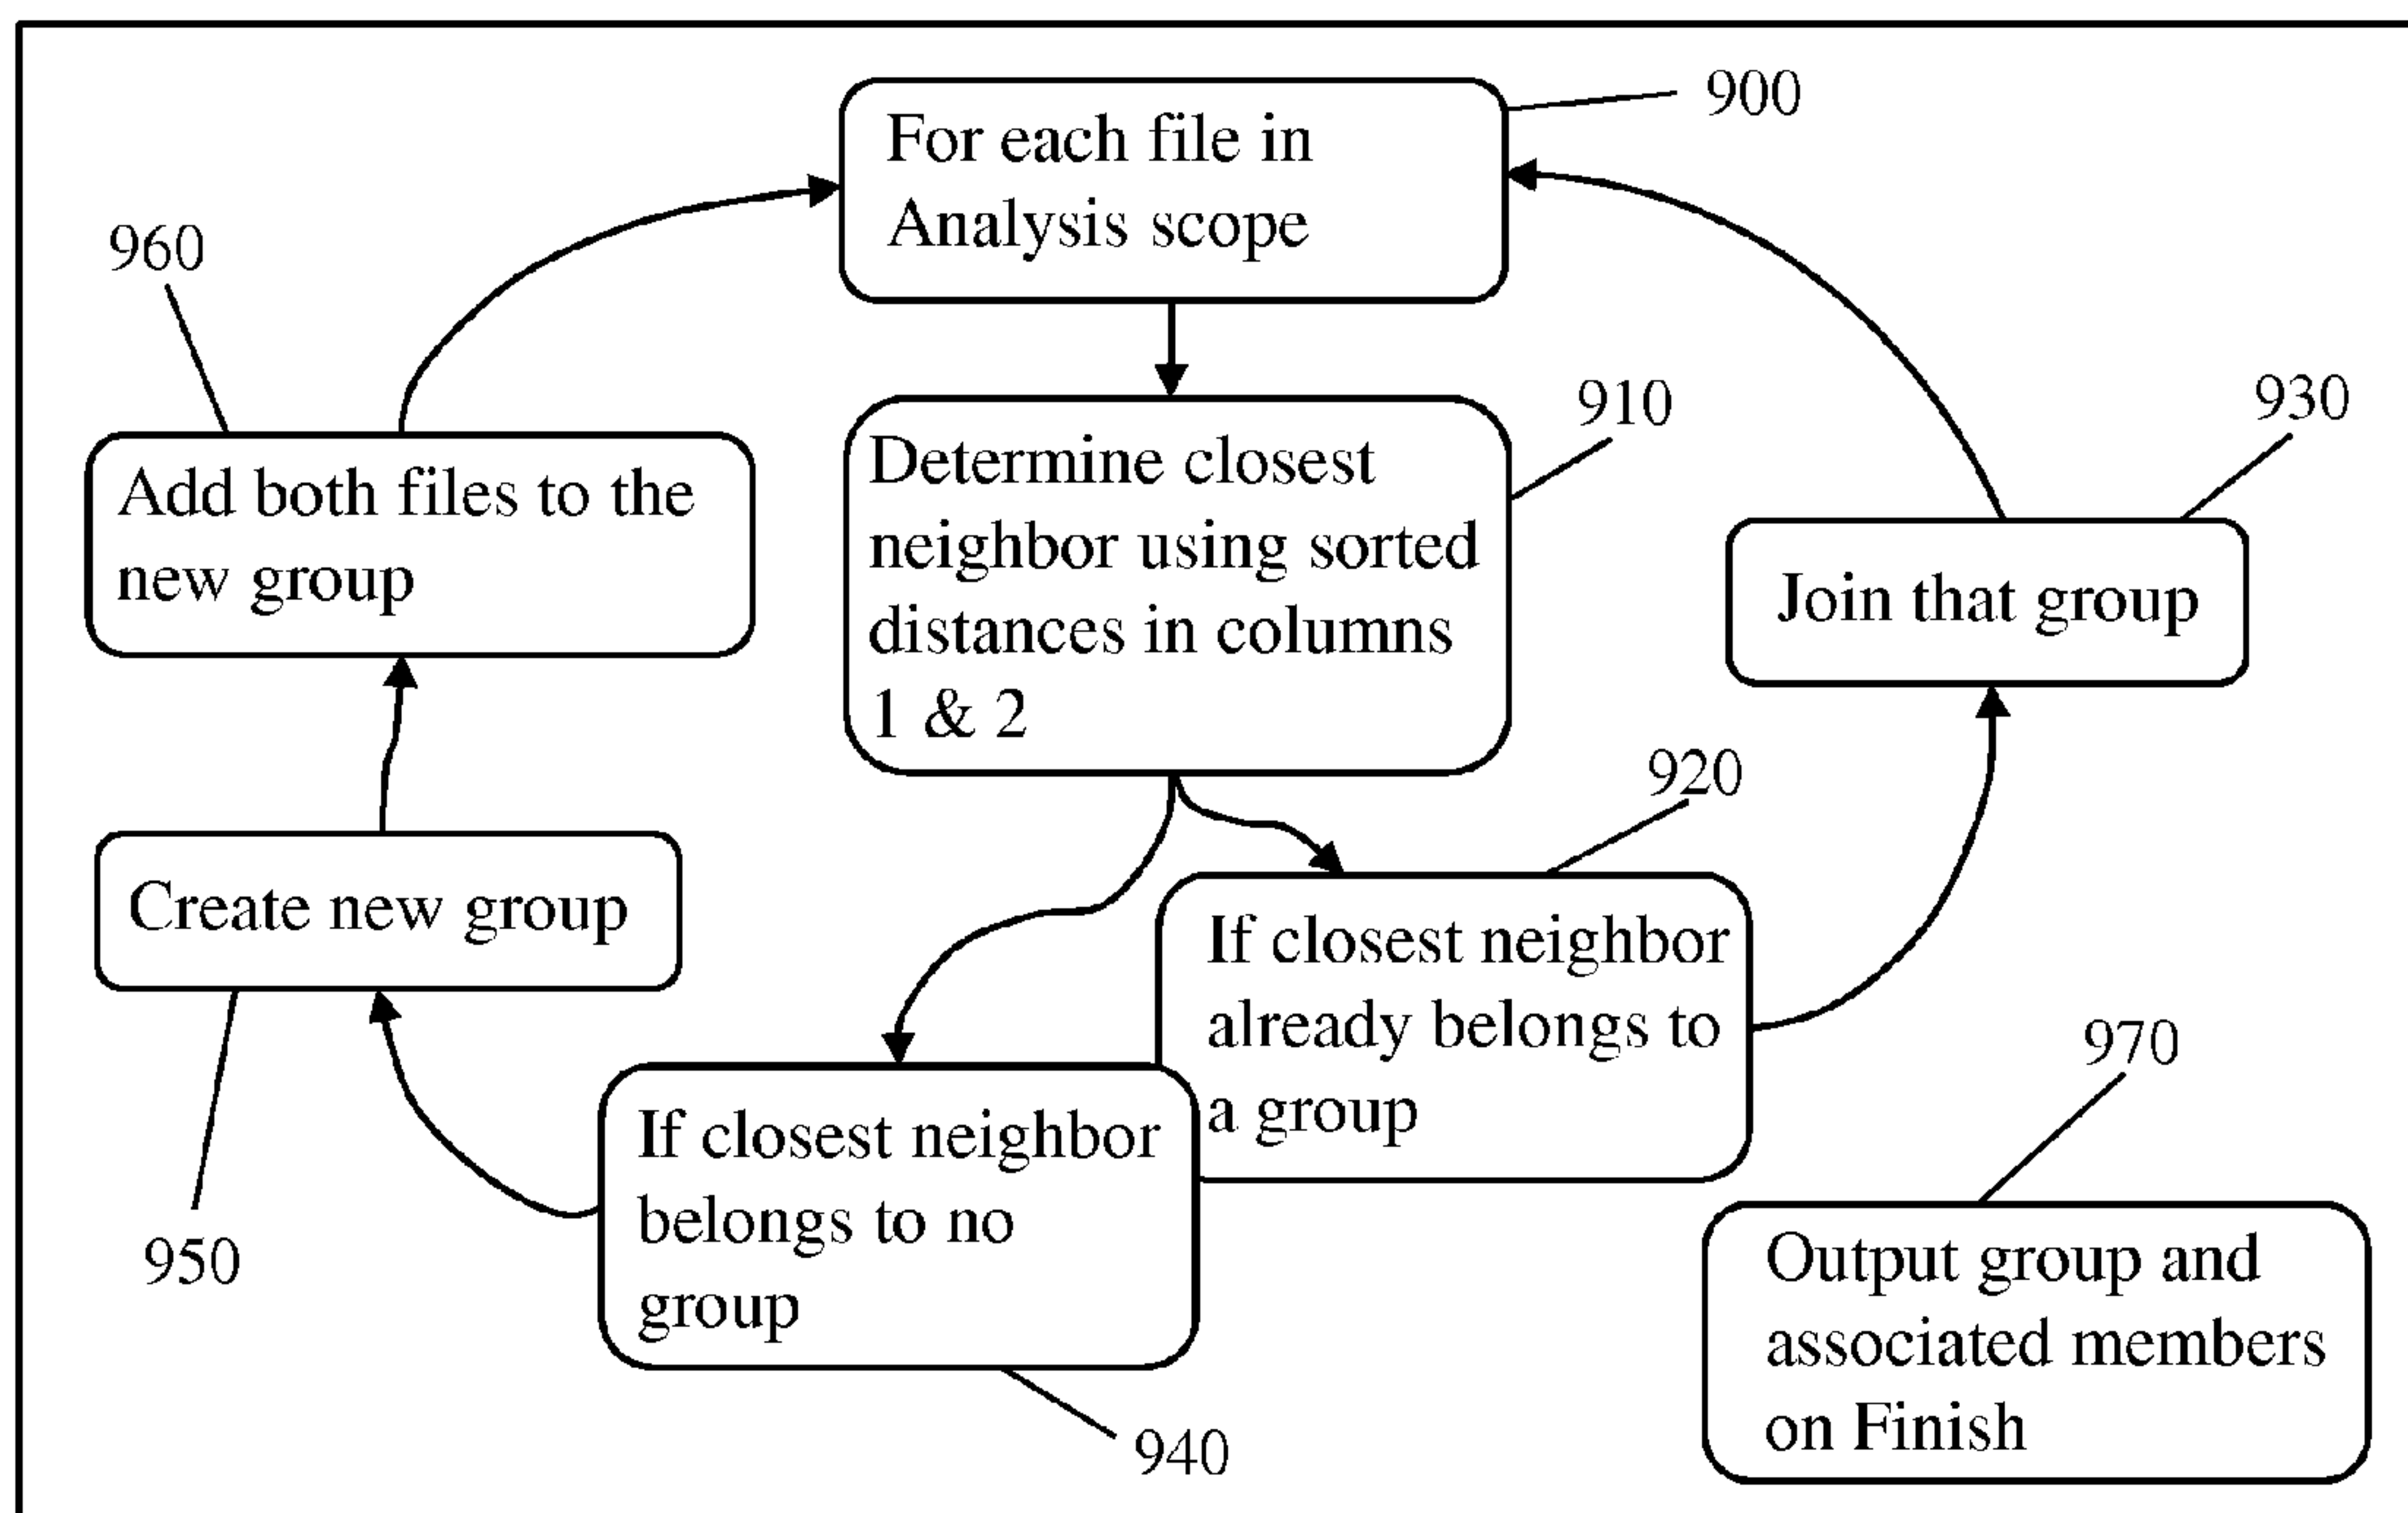 900
For each file in
Analysis scope
960
910
930
Determine closest
neighbor using sorted
distances in columns
1 & 2
Add both files to the
new group
Join that group
920
Create new group
If closest neighbor
already belongs to
a group
970
If closest neighbor
belongs to no
group
950
Output group and
associated members
on Finish
940